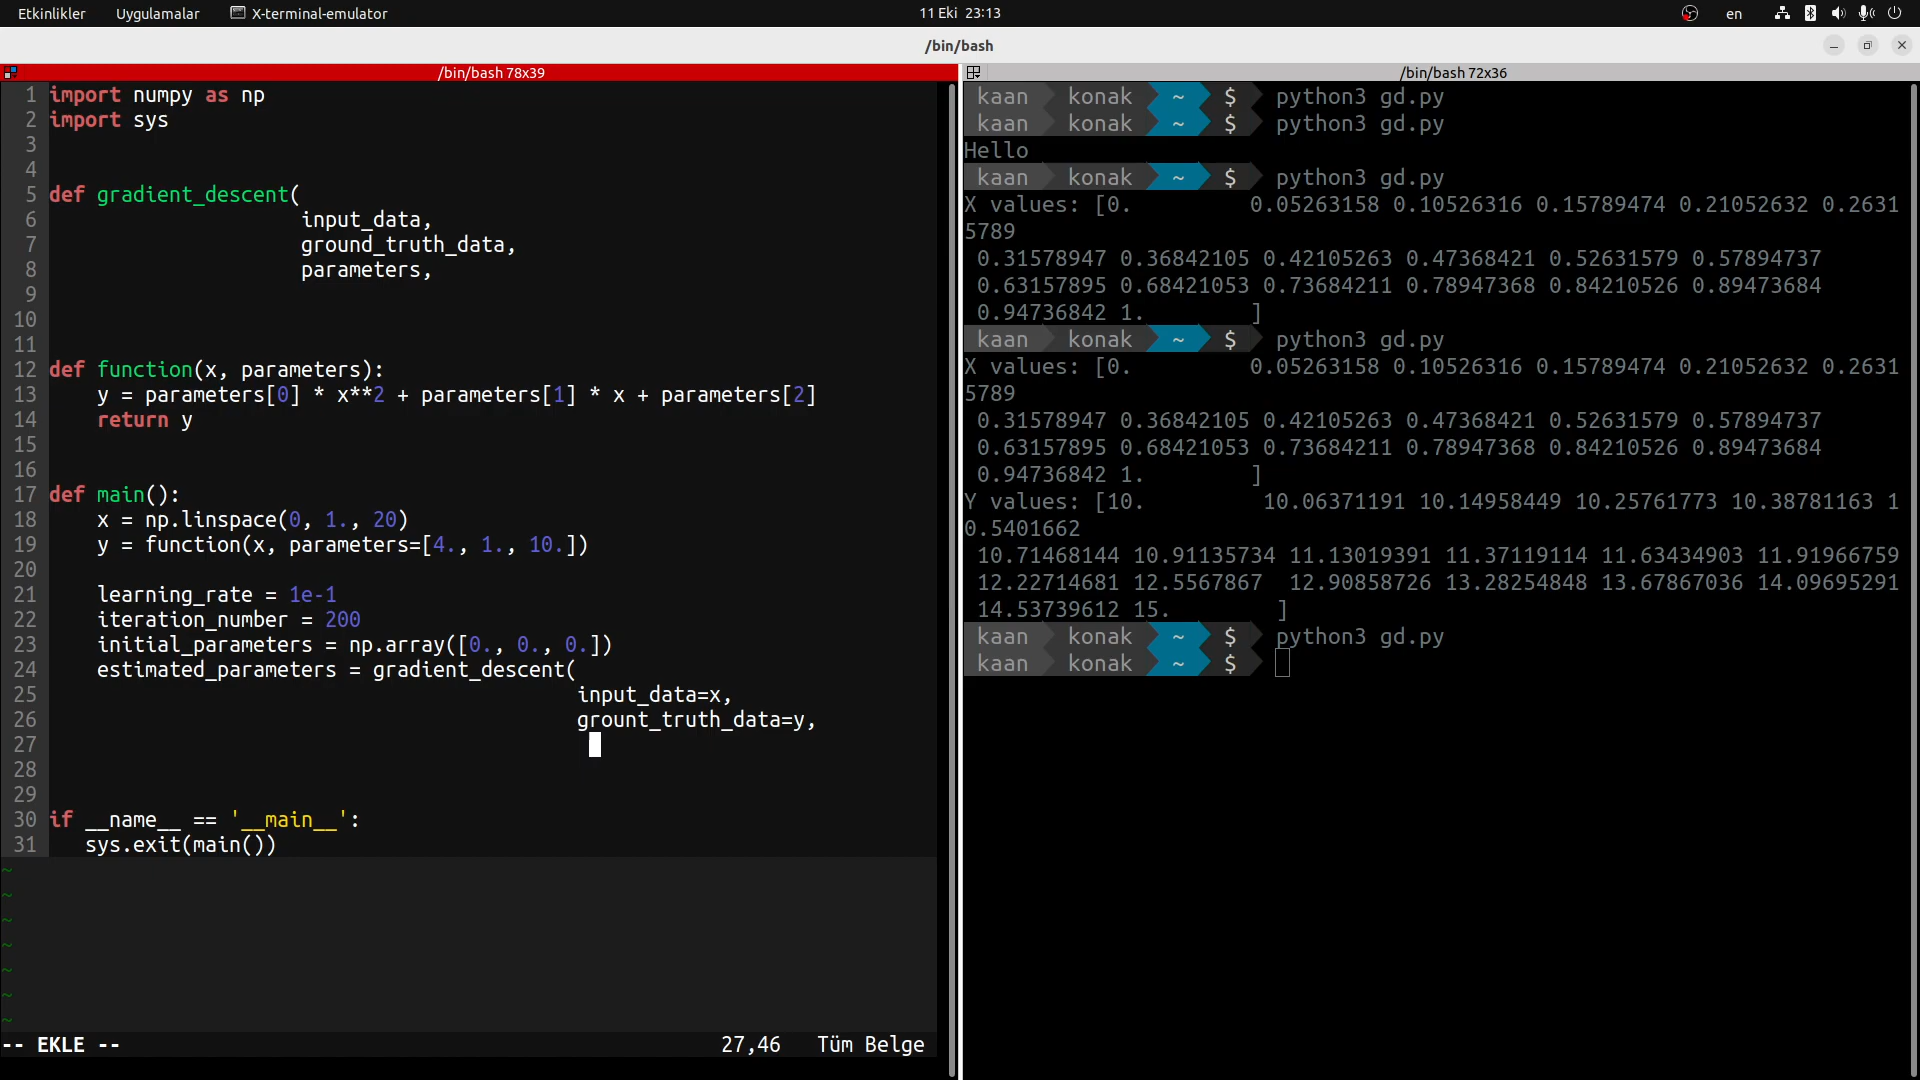 Etkinlikler Uygulamalar X-terminal-emulator 11 Eki 23:13 en
/bin/bash
/bin/bash 78x39
1 import numpy as np
2 import sys
3
4
5 def gradient_descent(
6 input_data,
7 ground_truth_data,
8 parameters,
9
10
11
12 def function(x, parameters):
13 y = parameters[0] * x**2 + parameters[1] * x + parameters[2]
14 return y
15
16
17 def main():
18 x = np.linspace(0, 1., 20)
19 y = function(x, parameters=[4., 1., 10.])
20
21 learning_rate = 1e-1
22 iteration_number = 200
23 initial_parameters = np.array([0., 0., 0.])
24 estimated_parameters = gradient_descent(
25 input_data=x,
26 grount_truth_data=y,
27
28
29
30 if __name__ == '__main__':
31 sys.exit(main())
~
~
~
~
~
~
~
-- EKLE -- 27,46 Tüm Belge
/bin/bash 72x36
kaan konak ~ $ python3 gd.py
kaan konak ~ $ python3 gd.py
Hello
kaan konak ~ $ python3 gd.py
X values: [0. 0.05263158 0.10526316 0.15789474 0.21052632 0.2631
5789
0.31578947 0.36842105 0.42105263 0.47368421 0.52631579 0.57894737
0.63157895 0.68421053 0.73684211 0.78947368 0.84210526 0.89473684
0.94736842 1. ]
kaan konak ~ $ python3 gd.py
X values: [0. 0.05263158 0.10526316 0.15789474 0.21052632 0.2631
5789
0.31578947 0.36842105 0.42105263 0.47368421 0.52631579 0.57894737
0.63157895 0.68421053 0.73684211 0.78947368 0.84210526 0.89473684
0.94736842 1. ]
Y values: [10. 10.06371191 10.14958449 10.25761773 10.38781163 1
0.5401662
10.71468144 10.91135734 11.13019391 11.37119114 11.63434903 11.91966759
12.22714681 12.5567867 12.90858726 13.28254848 13.67867036 14.09695291
14.53739612 15. ]
kaan konak ~ $ python3 gd.py
kaan konak ~ $